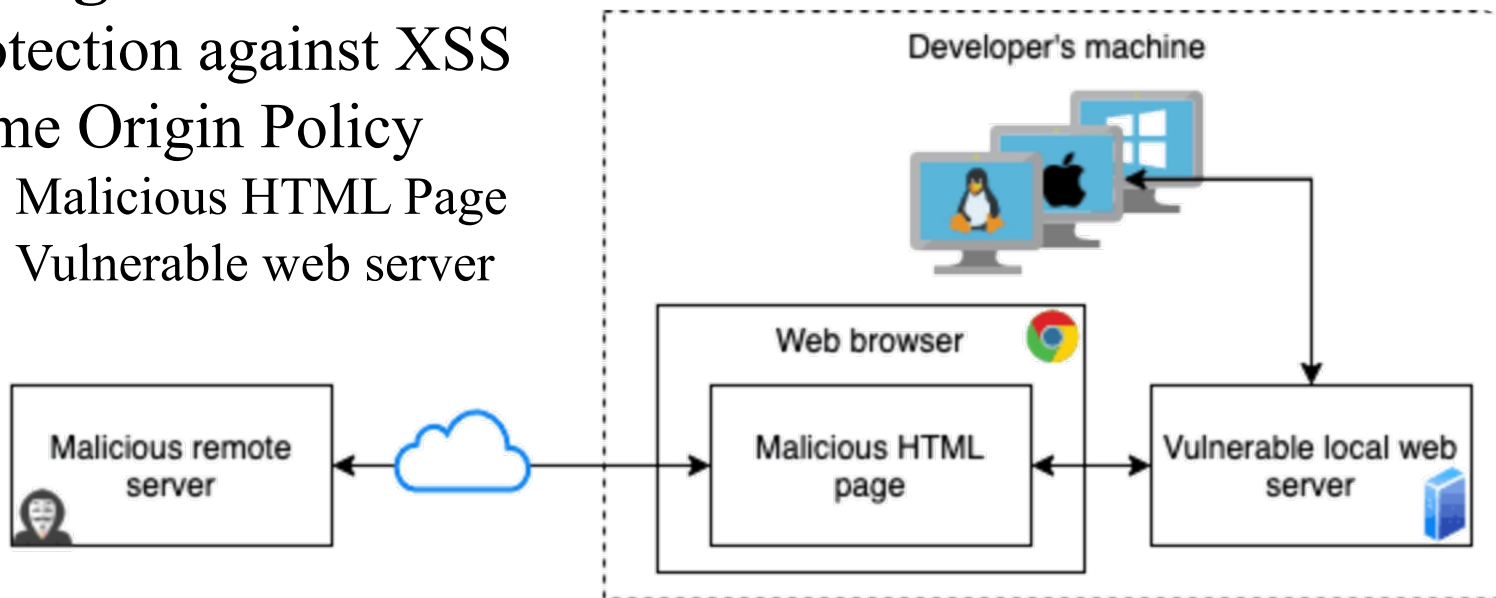 otection against XSS
me Origin Policy
Malicious HTML Page
Vulnerable web server
Developer's machine
Web browser
Malicious remote
server
Malicious HTML
page
Vulnerable local web
server